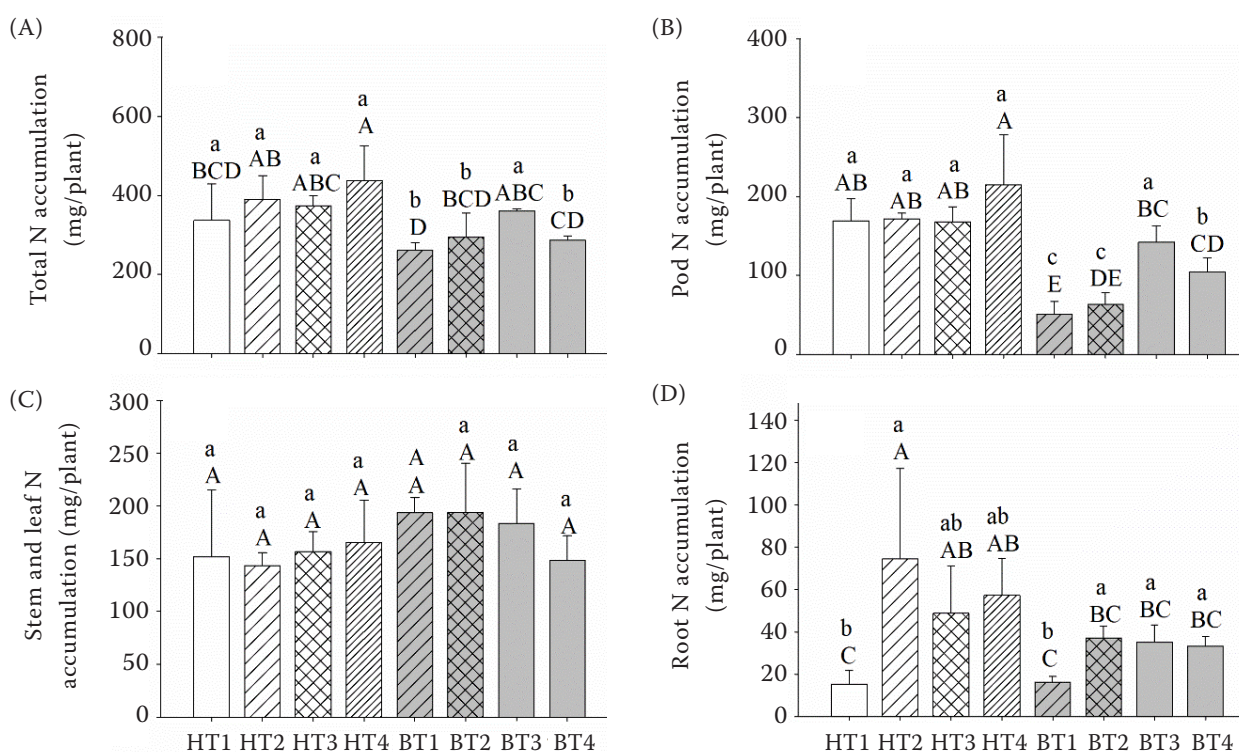 (A)
Total N accumulation
(mg/plant)
800
600
400
200
0
a
BCD
a
AB
a
ABC
a
A
b
D
b
BCD
a
ABC
b
CD
(B)
Pod N accumulation
(mg/plant)
400
300
200
100
0
a
AB
a
AB
a
AB
a
A
c
E
c
DE
a
BC
b
CD
(C)
Stem and leaf N
accumulation (mg/plant)
300
250
200
150
100
50
0
a
A
a
A
a
A
a
A
A
A
a
A
a
A
a
A
HT1 HT2 HT3 HT4 BT1 BT2 BT3 BT4
(D)
Root N accumulation
(mg/plant)
140
120
100
80
60
40
20
0
b
C
a
A
ab
AB
ab
AB
b
C
a
BC
a
BC
a
BC
HT1 HT2 HT3 HT4 BT1 BT2 BT3 BT4